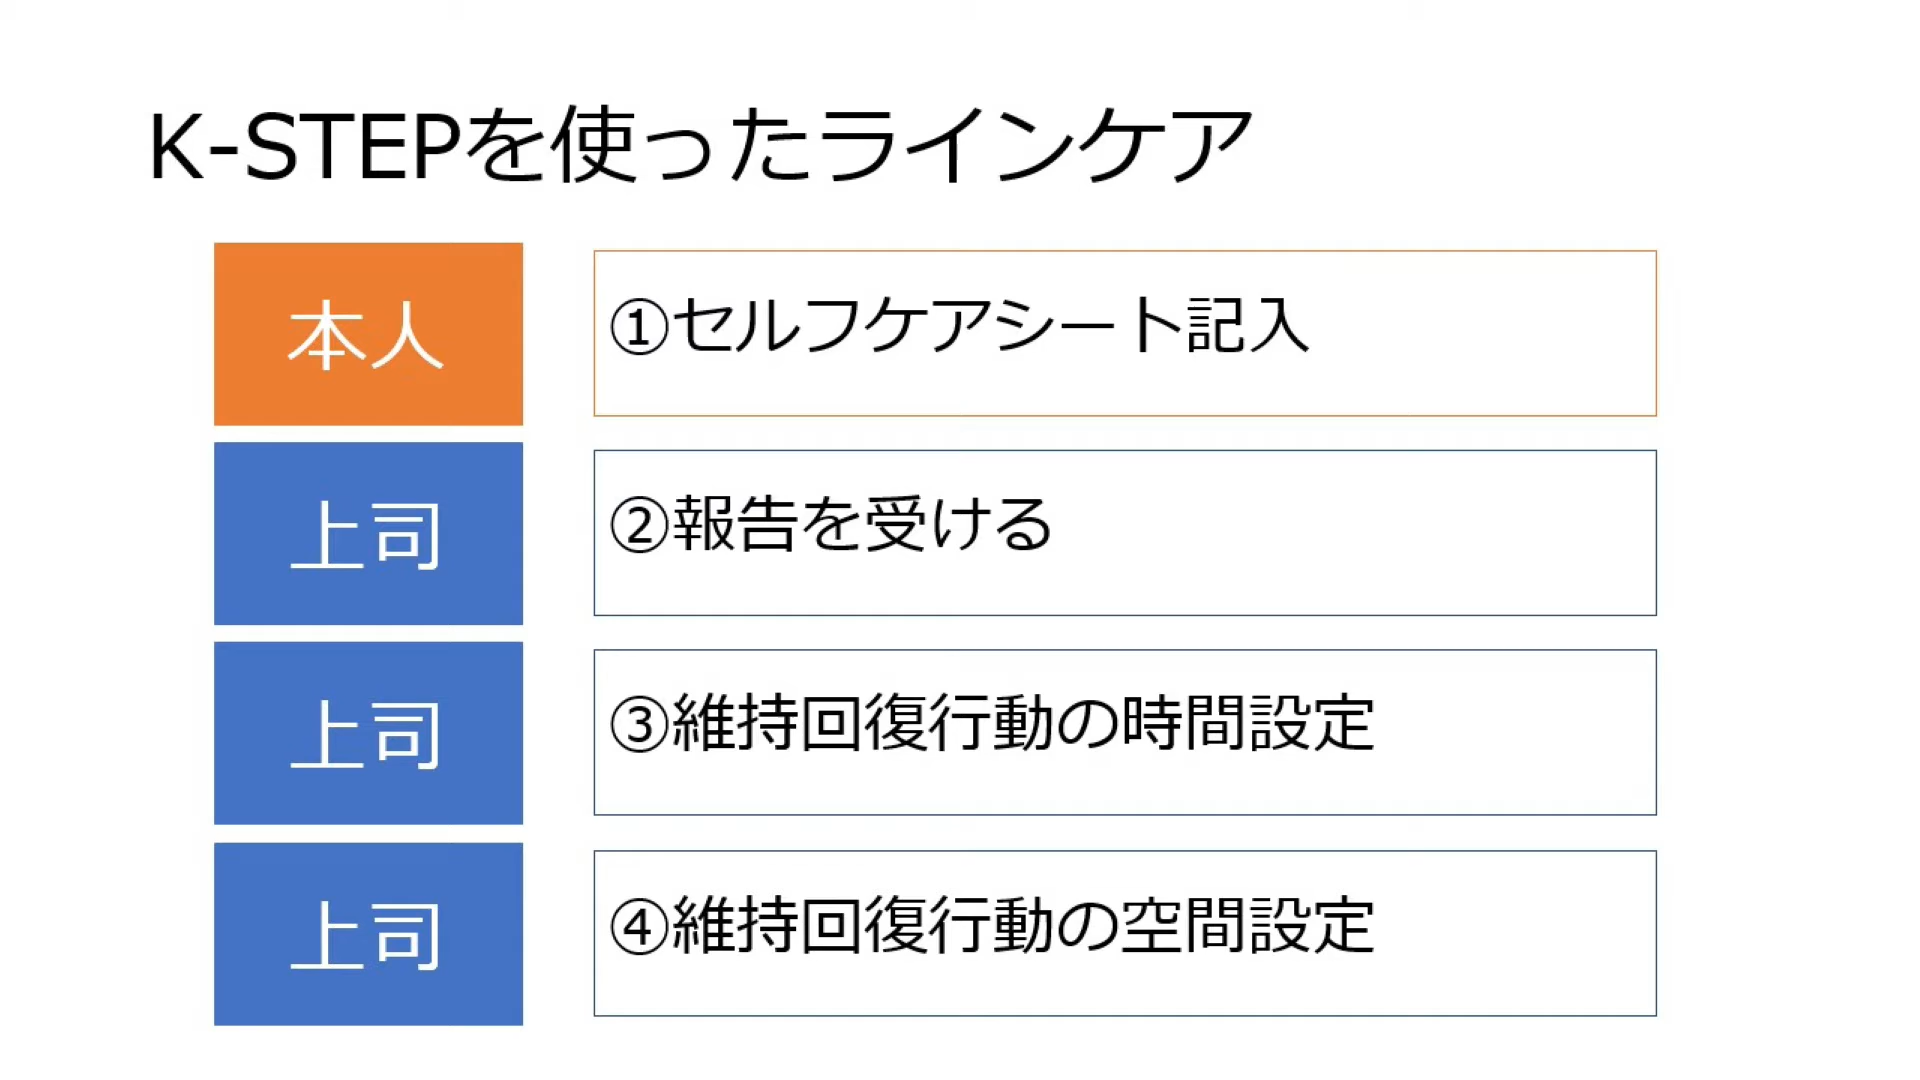 K-STEPを使ったラインケア
本人
①セルフケアシート記入
上司
②報告を受ける
上司
③維持回復行動の時間設定
上司
④維持回復行動の空間設定